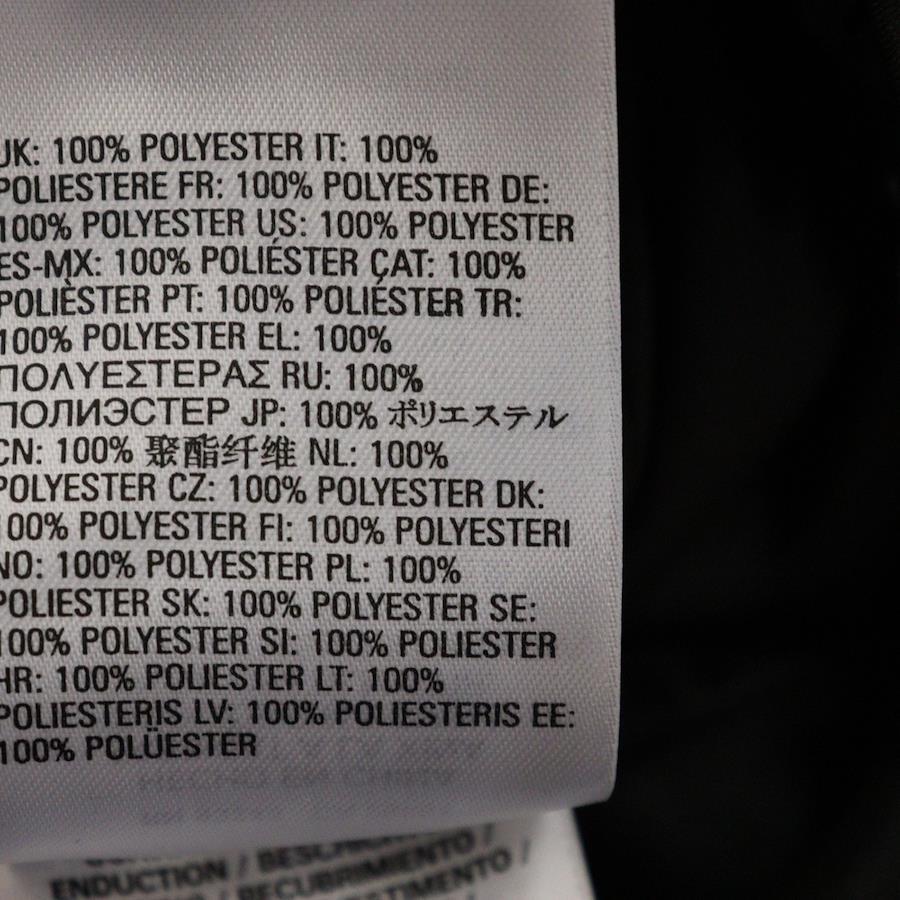 UK: 100% POLYESTER IT: 100%
POLIESTERE FR: 100% POLYESTER DE:
100% POLYESTER US: 100% POLYESTER
ES-MX: 100% POLIÉSTER CAT: 100%
POLIÈSTER PT: 100% POLIÉSTER TR:
100% POLYESTER EL: 100%
ΠΟΛΥΕΣΤΕΡΑΣ RU: 100%
ПОЛИЭСТЕР JP: 100% ポリエステル
CN: 100% 聚酯纤维 NL: 100%
POLYESTER CZ: 100% POLYESTER DK:
100% POLYESTER FI: 100% POLYESTERI
NO: 100% POLYESTER PL: 100%
POLIESTER SK: 100% POLYESTER SE:
100% POLYESTER SI: 100% POLIESTER
HR: 100% POLIESTER LT: 100%
POLIESTERIS LV: 100% POLIESTERIS EE:
100% POLÜESTER
ENDUCTION / RECUBRIMIENTO /